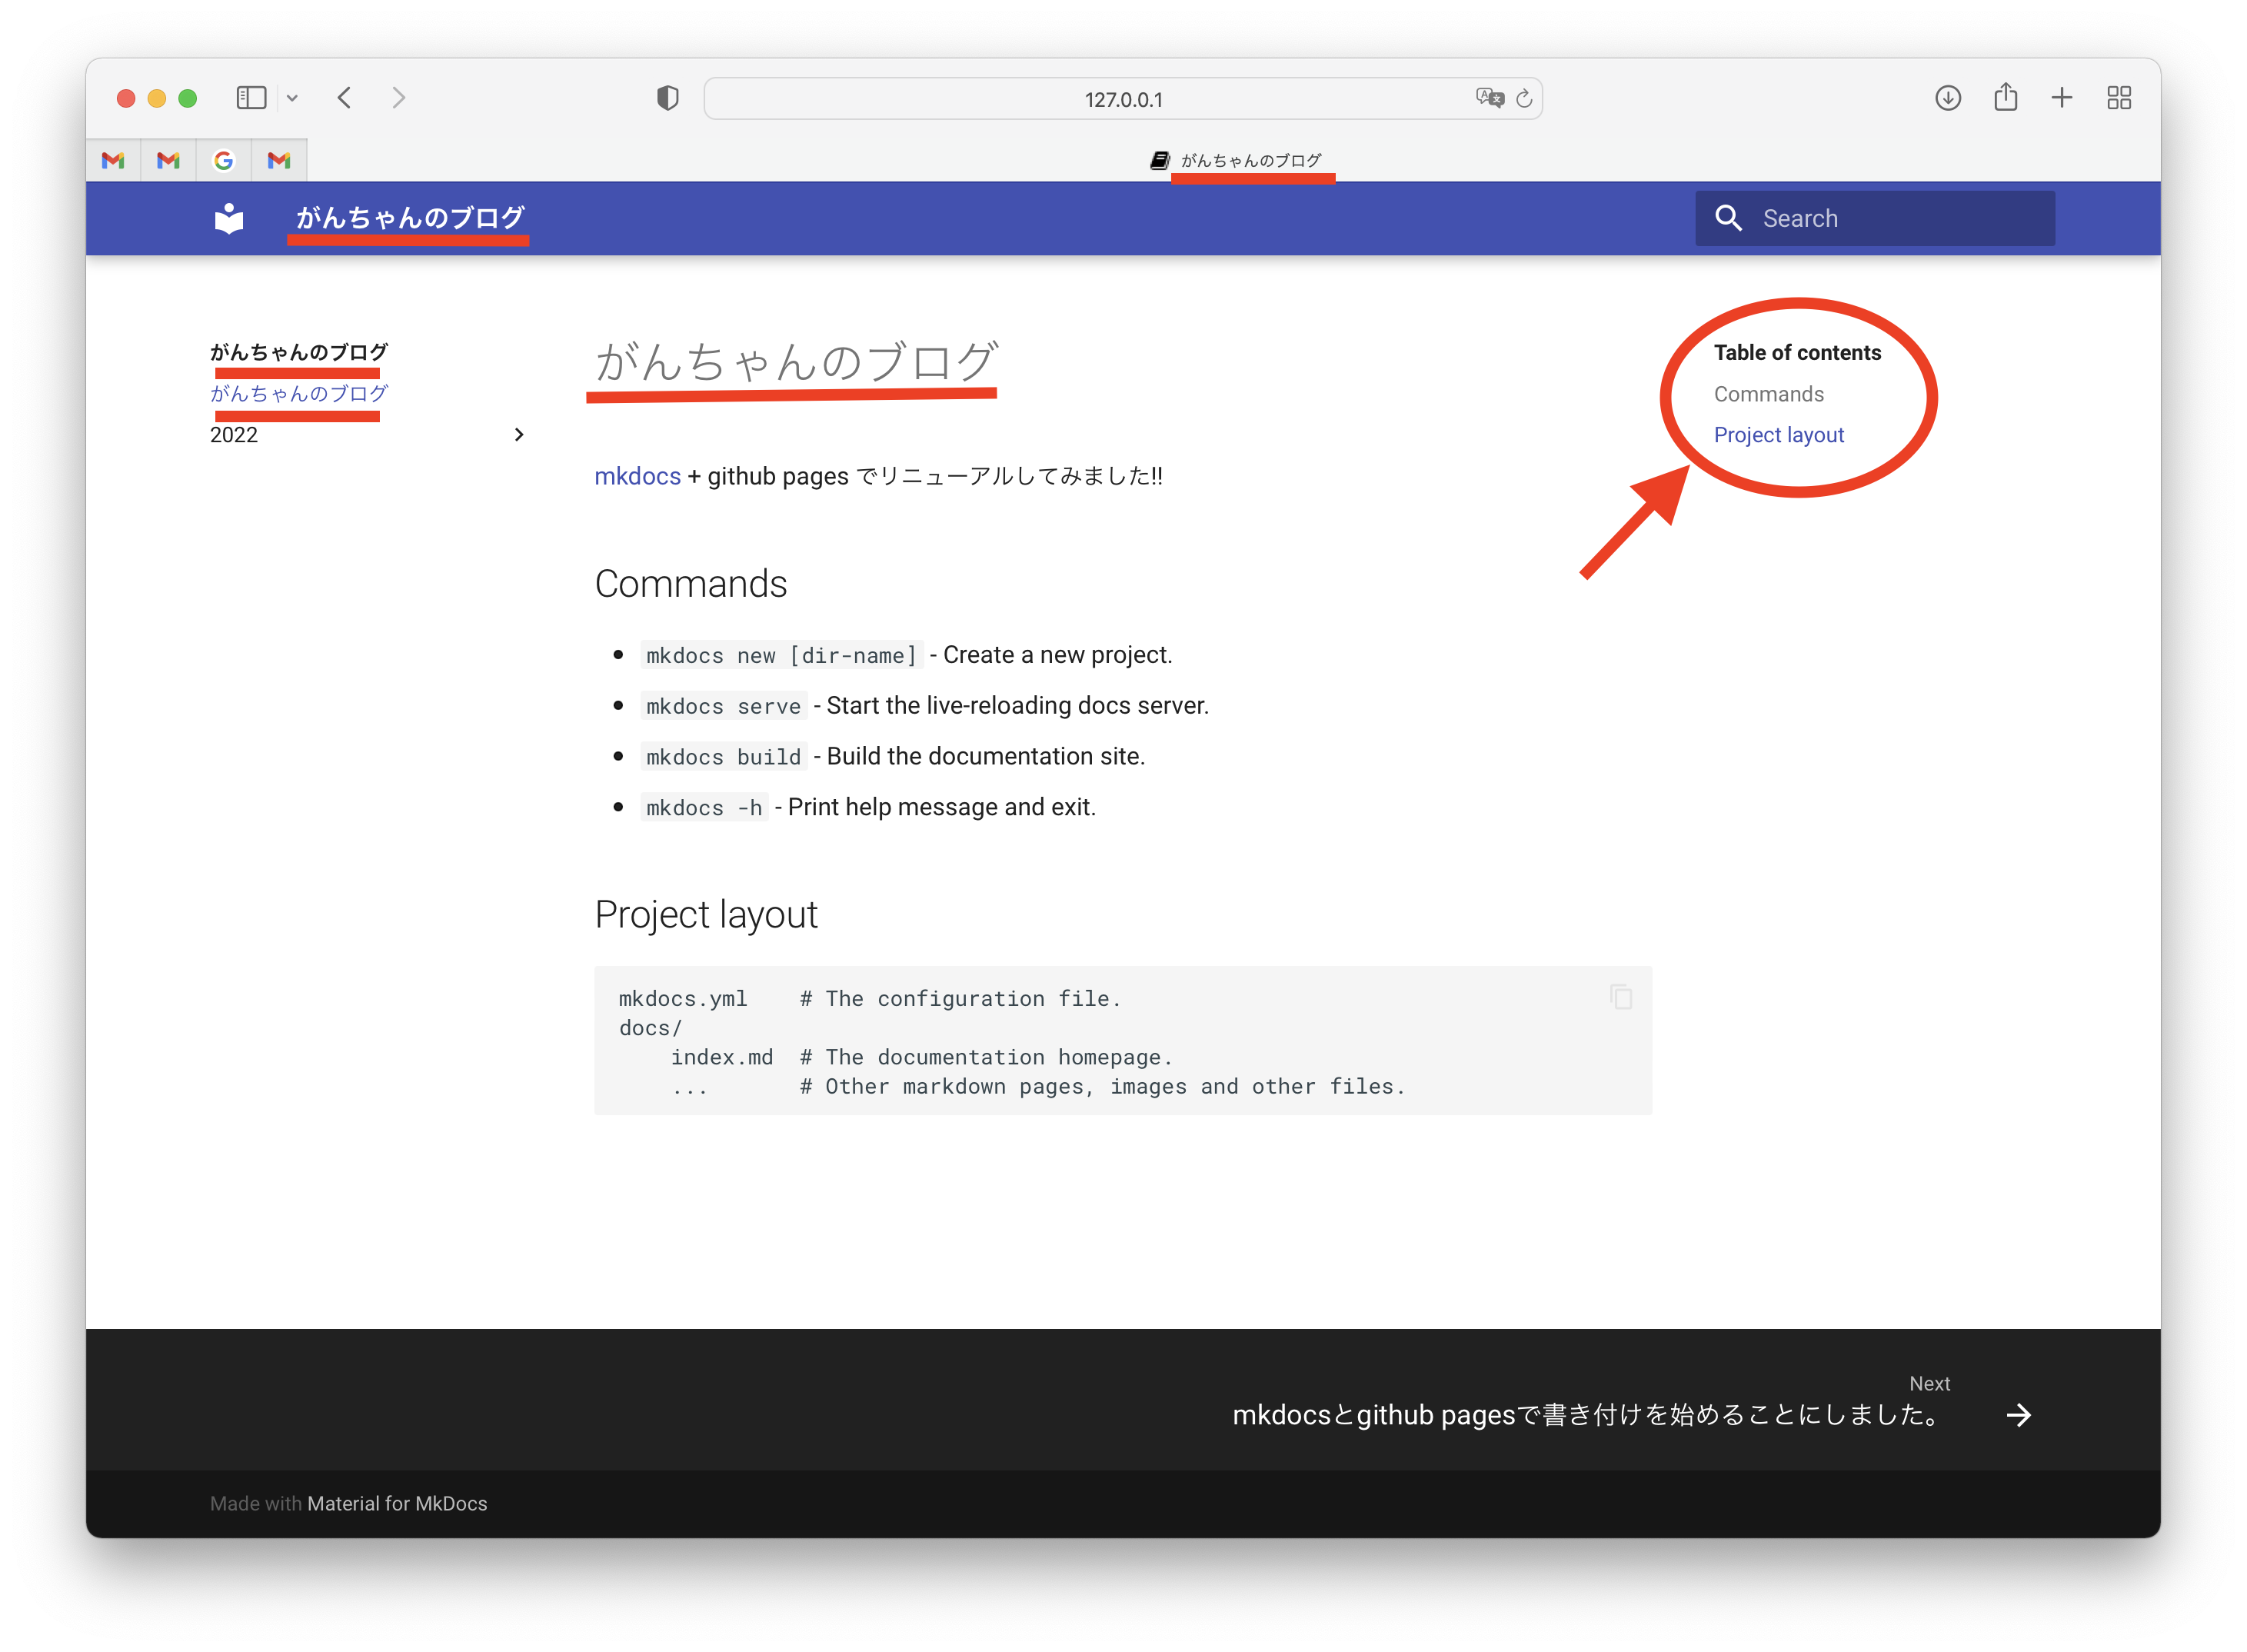 127.0.0.1
がんちゃんのブログ
がんちゃんのブログ
Search
がんちゃんのブログ
がんちゃんのブログ
2022
がんちゃんのブログ
mkdocs + github pages でリニューアルしてみました!!
Commands
mkdocs new [dir-name] - Create a new project.
mkdocs serve - Start the live-reloading docs server.
mkdocs build - Build the documentation site.
mkdocs -h - Print help message and exit.
Project layout
mkdocs.yml    # The configuration file.
docs/
    index.md  # The documentation homepage.
    ...       # Other markdown pages, images and other files.
Table of contents
Commands
Project layout
Next
mkdocsとgithub pagesで書き付けを始めることにしました。
Made with Material for MkDocs